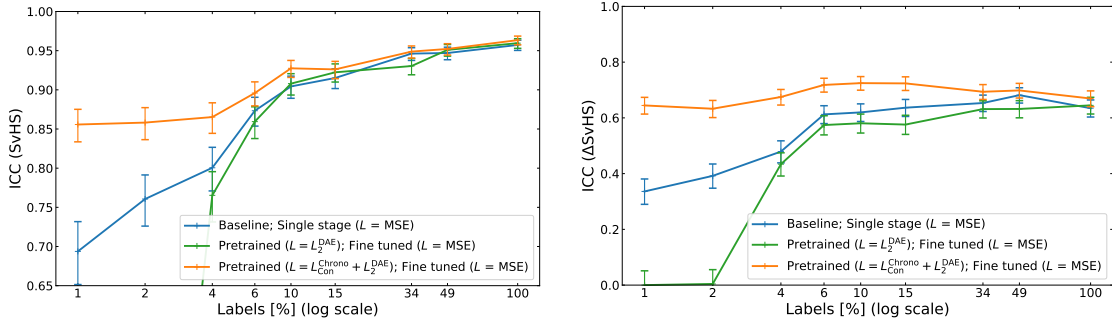 1.00
0.95
0.90
0.85
0.80
0.75
0.70
0.65
ICC (SvHS)
Baseline; Single stage (L = MSE)
Pretrained (L = L₂ᴰᴬᴱ); Fine tuned (L = MSE)
Pretrained (L = L_Con^Chrono + L₂ᴰᴬᴱ); Fine tuned (L = MSE)
1 2 4 6 10 15 34 49 100
Labels [%] (log scale)
1.0
0.8
0.6
0.4
0.2
0.0
ICC (ΔSvHS)
Baseline; Single stage (L = MSE)
Pretrained (L = L₂ᴰᴬᴱ); Fine tuned (L = MSE)
Pretrained (L = L_Con^Chrono + L₂ᴰᴬᴱ); Fine tuned (L = MSE)
1 2 4 6 10 15 34 49 100
Labels [%] (log scale)